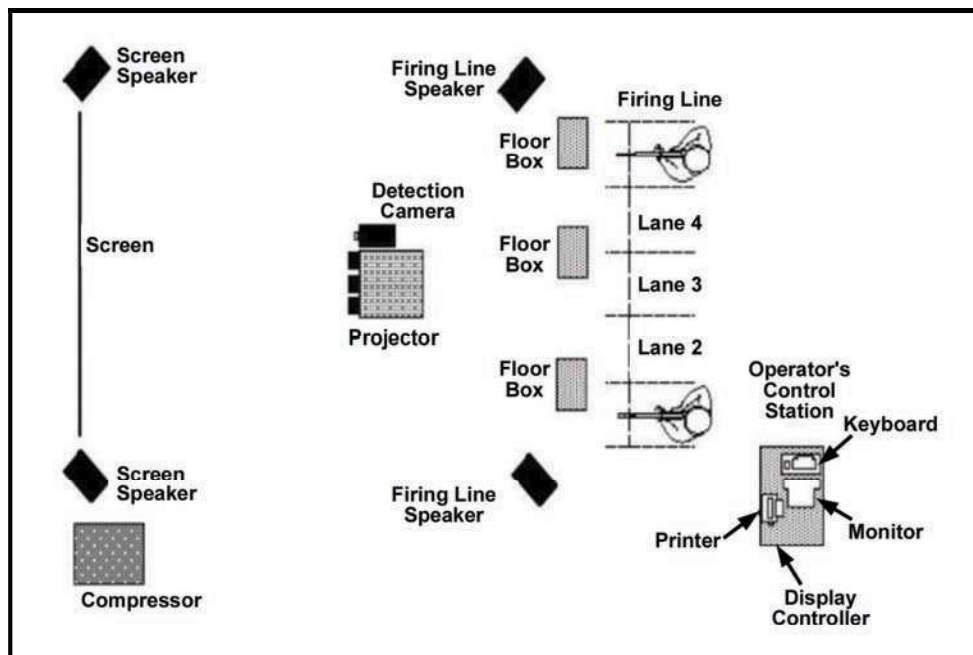 Screen
Speaker
Firing Line
Speaker
Firing Line
Floor
Box
Detection
Camera
Lane 4
Floor
Box
Screen
Lane 3
Projector
Lane 2
Floor
Box
Operator's
Control
Station
Keyboard
Screen
Speaker
Firing Line
Speaker
Printer
Monitor
Compressor
Display
Controller